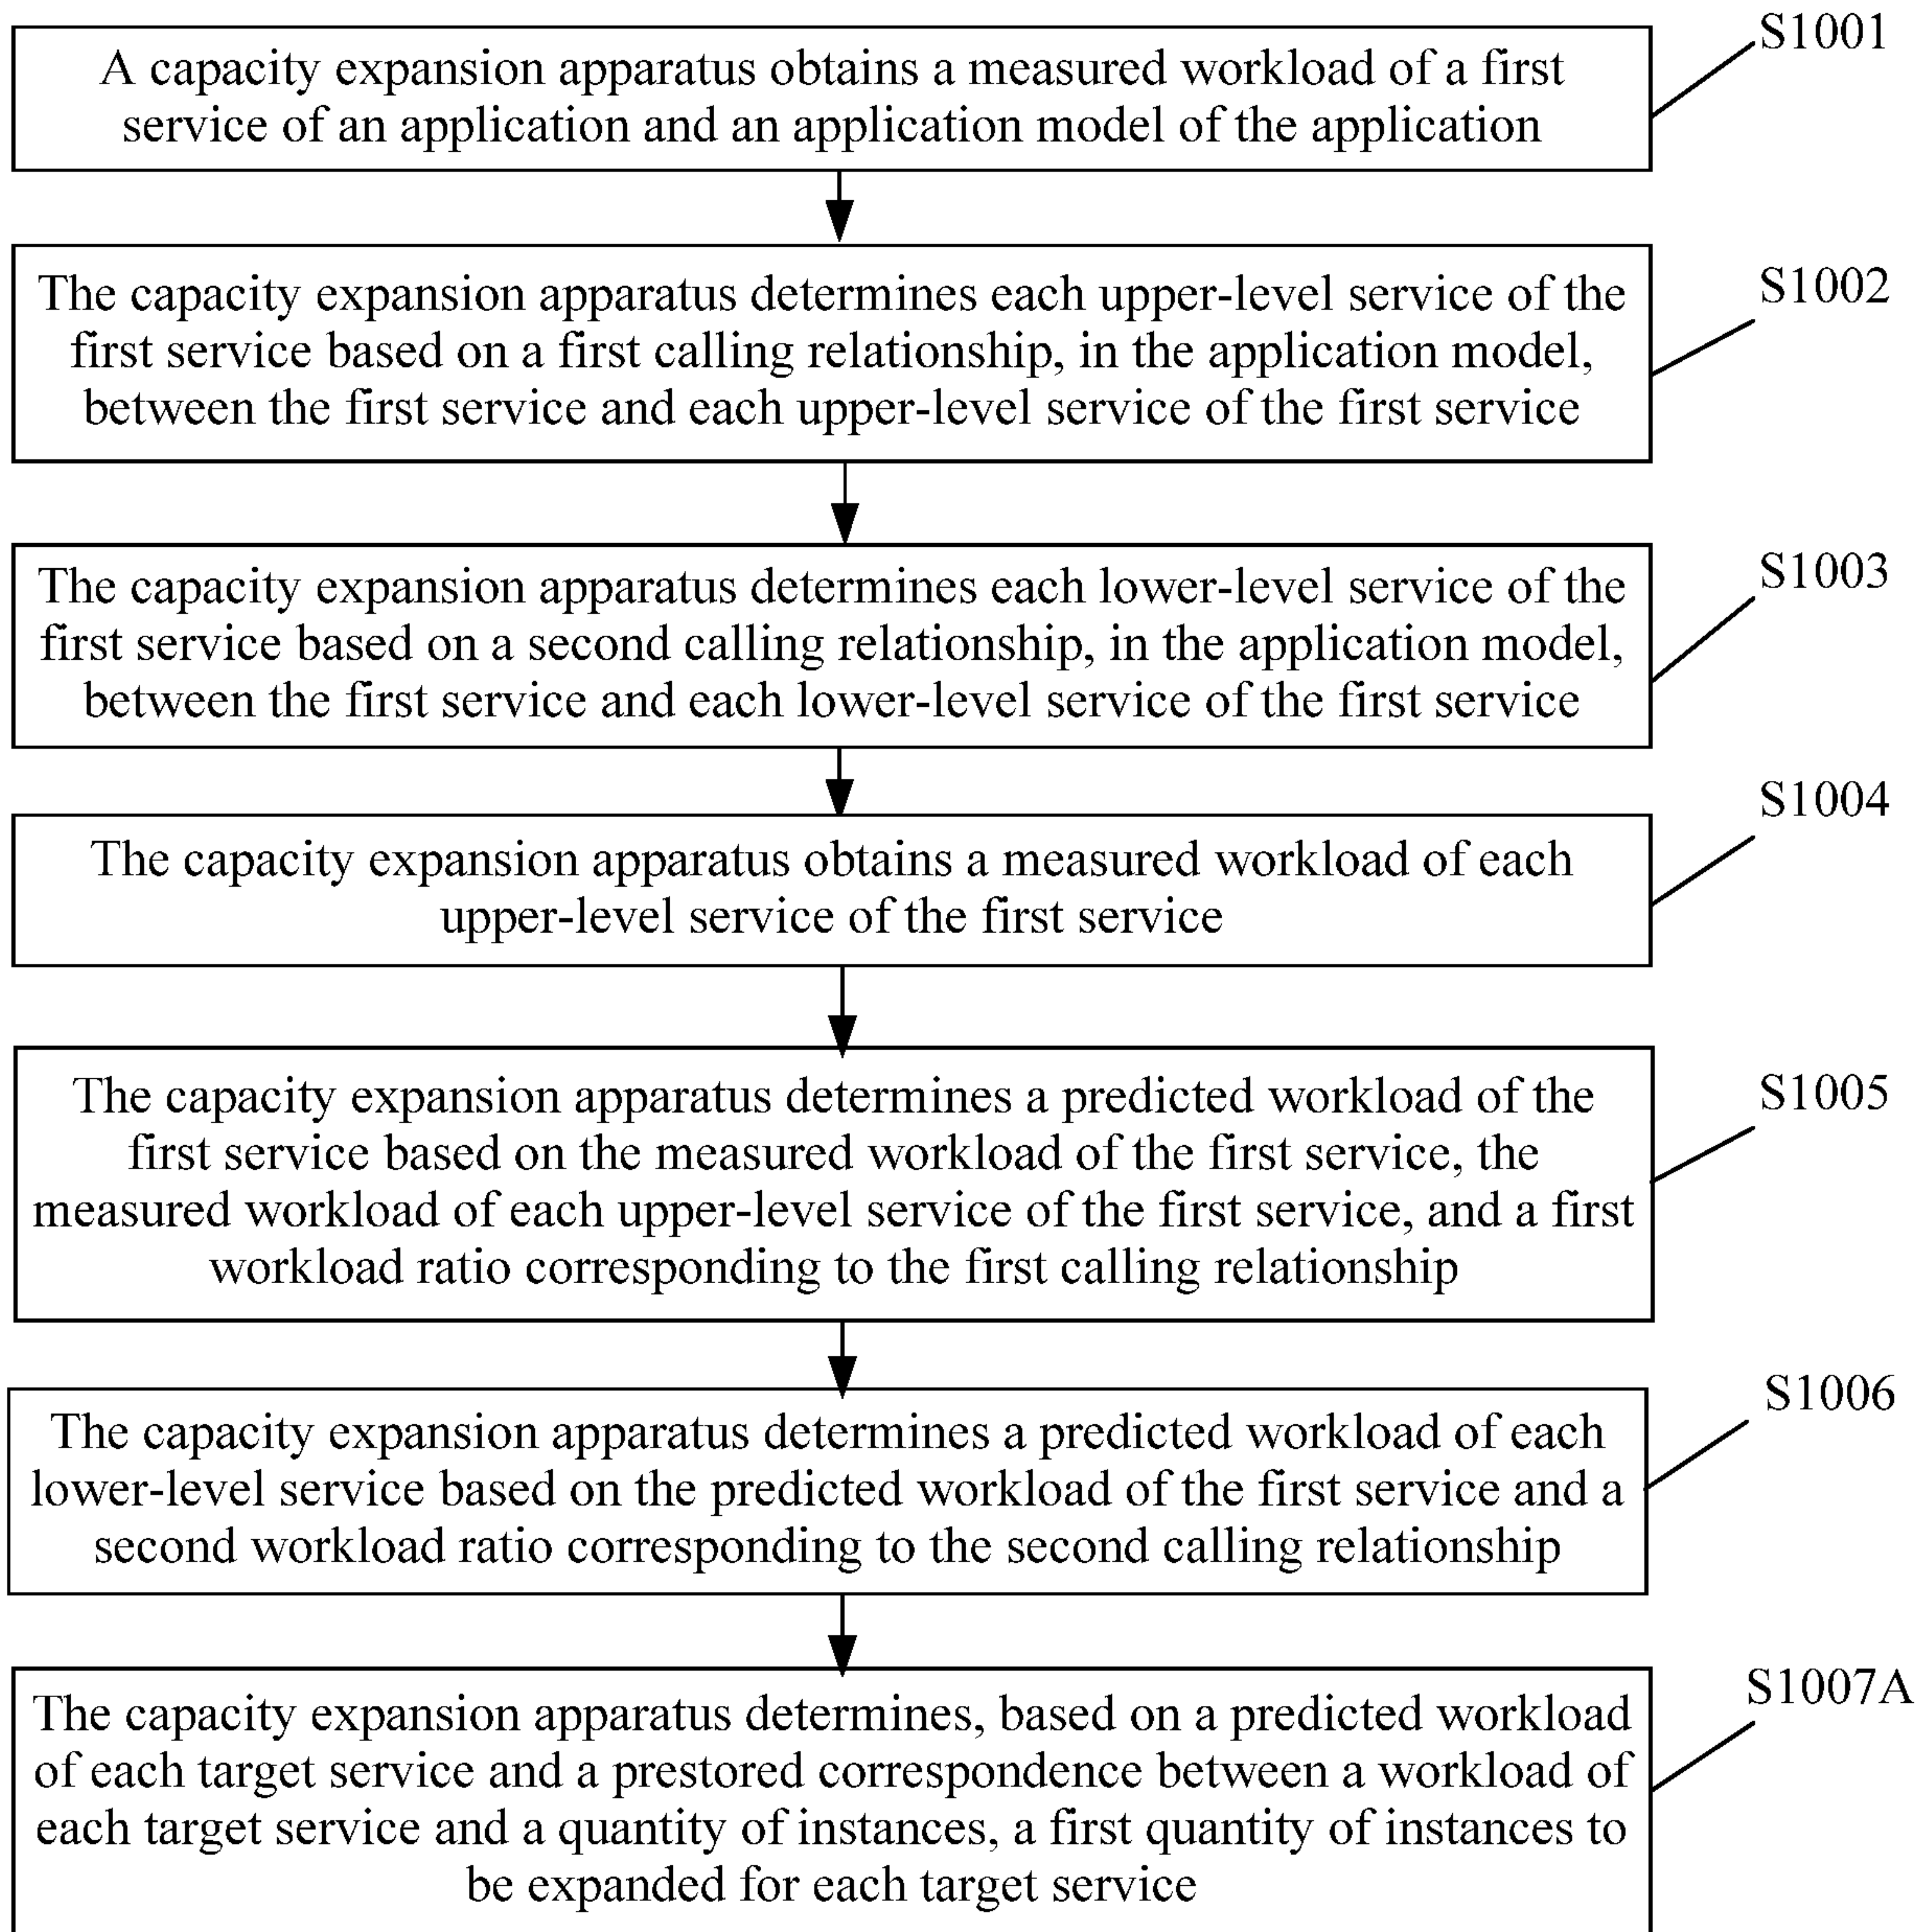 S1001
A capacity expansion apparatus obtains a measured workload of a first
service of an application and an application model of the application
S1002
The capacity expansion apparatus determines each upper-level service of the
first service based on a first calling relationship, in the application model,
between the first service and each upper-level service of the first service
S1003
The capacity expansion apparatus determines each lower-level service of the
first service based on a second calling relationship, in the application model,
between the first service and each lower-level service of the first service
S1004
The capacity expansion apparatus obtains a measured workload of each
upper-level service of the first service
S1005
The capacity expansion apparatus determines a predicted workload of the
first service based on the measured workload of the first service, the
measured workload of each upper-level service of the first service, and a first
workload ratio corresponding to the first calling relationship
S1006
The capacity expansion apparatus determines a predicted workload of each
lower-level service based on the predicted workload of the first service and a
second workload ratio corresponding to the second calling relationship
S1007A
The capacity expansion apparatus determines, based on a predicted workload
of each target service and a prestored correspondence between a workload of
each target service and a quantity of instances, a first quantity of instances to
be expanded for each target service